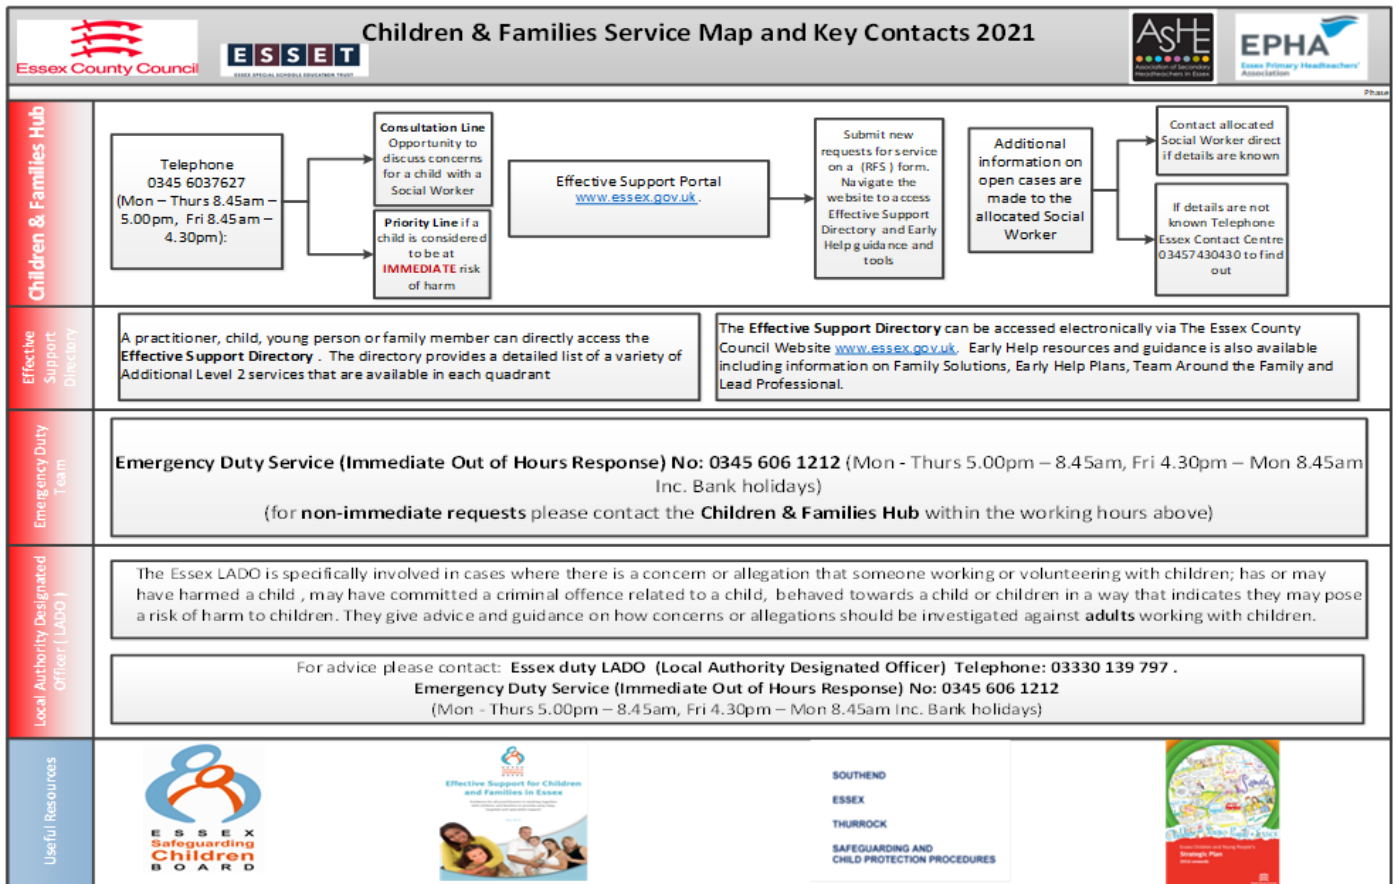 Children & Families Service Map and Key Contacts 2021
Essex County Council
ESSET
ESSEX SPECIAL SCHOOLS EDUCATION TRUST
ASHE
Association of Secondary
Headteachers in Essex
EPHA
Essex Primary Headteachers'
Association
Phase
Children & Families Hub
Telephone
0345 6037627
(Mon – Thurs 8.45am –
5.00pm, Fri 8.45am –
4.30pm):
Consultation Line
Opportunity to
discuss concerns
for a child with a
Social Worker
Priority Line if a
child is considered
to be at
IMMEDIATE risk
of harm
Effective Support Portal
www.essex.gov.uk .
Submit new
requests for service
on a (RFS ) form.
Navigate the
website to access
Effective Support
Directory and Early
Help guidance and
tools
Additional
information on
open cases are
made to the
allocated Social
Worker
Contact allocated
Social Worker direct
if details are known
If details are not
known Telephone
Essex Contact Centre
03457430430 to find
out
Effective
Support
Directory
A practitioner, child, young person or family member can directly access the
Effective Support Directory . The directory provides a detailed list of a variety of
Additional Level 2 services that are available in each quadrant
The Effective Support Directory can be accessed electronically via The Essex County
Council Website www.essex.gov.uk. Early Help resources and guidance is also available
including information on Family Solutions, Early Help Plans, Team Around the Family and
Lead Professional.
Emergency Duty
Team
Emergency Duty Service (Immediate Out of Hours Response) No: 0345 606 1212 (Mon - Thurs 5.00pm – 8.45am, Fri 4.30pm – Mon 8.45am
Inc. Bank holidays)
(for non-immediate requests please contact the Children & Families Hub within the working hours above)
Local Authority Designated
Officer ( LADO )
The Essex LADO is specifically involved in cases where there is a concern or allegation that someone working or volunteering with children; has or may
have harmed a child , may have committed a criminal offence related to a child, behaved towards a child or children in a way that indicates they may pose
a risk of harm to children. They give advice and guidance on how concerns or allegations should be investigated against adults working with children.
For advice please contact: Essex duty LADO (Local Authority Designated Officer) Telephone: 03330 139 797 .
Emergency Duty Service (Immediate Out of Hours Response) No: 0345 606 1212
(Mon - Thurs 5.00pm – 8.45am, Fri 4.30pm – Mon 8.45am Inc. Bank holidays)
Useful Resources
ESSEX
Safeguarding
Children
BOARD
Effective Support for Children
and Families in Essex
SOUTHEND
ESSEX
THURROCK
SAFEGUARDING AND
CHILD PROTECTION PROCEDURES
Essex Children and Young People's
Strategic Plan